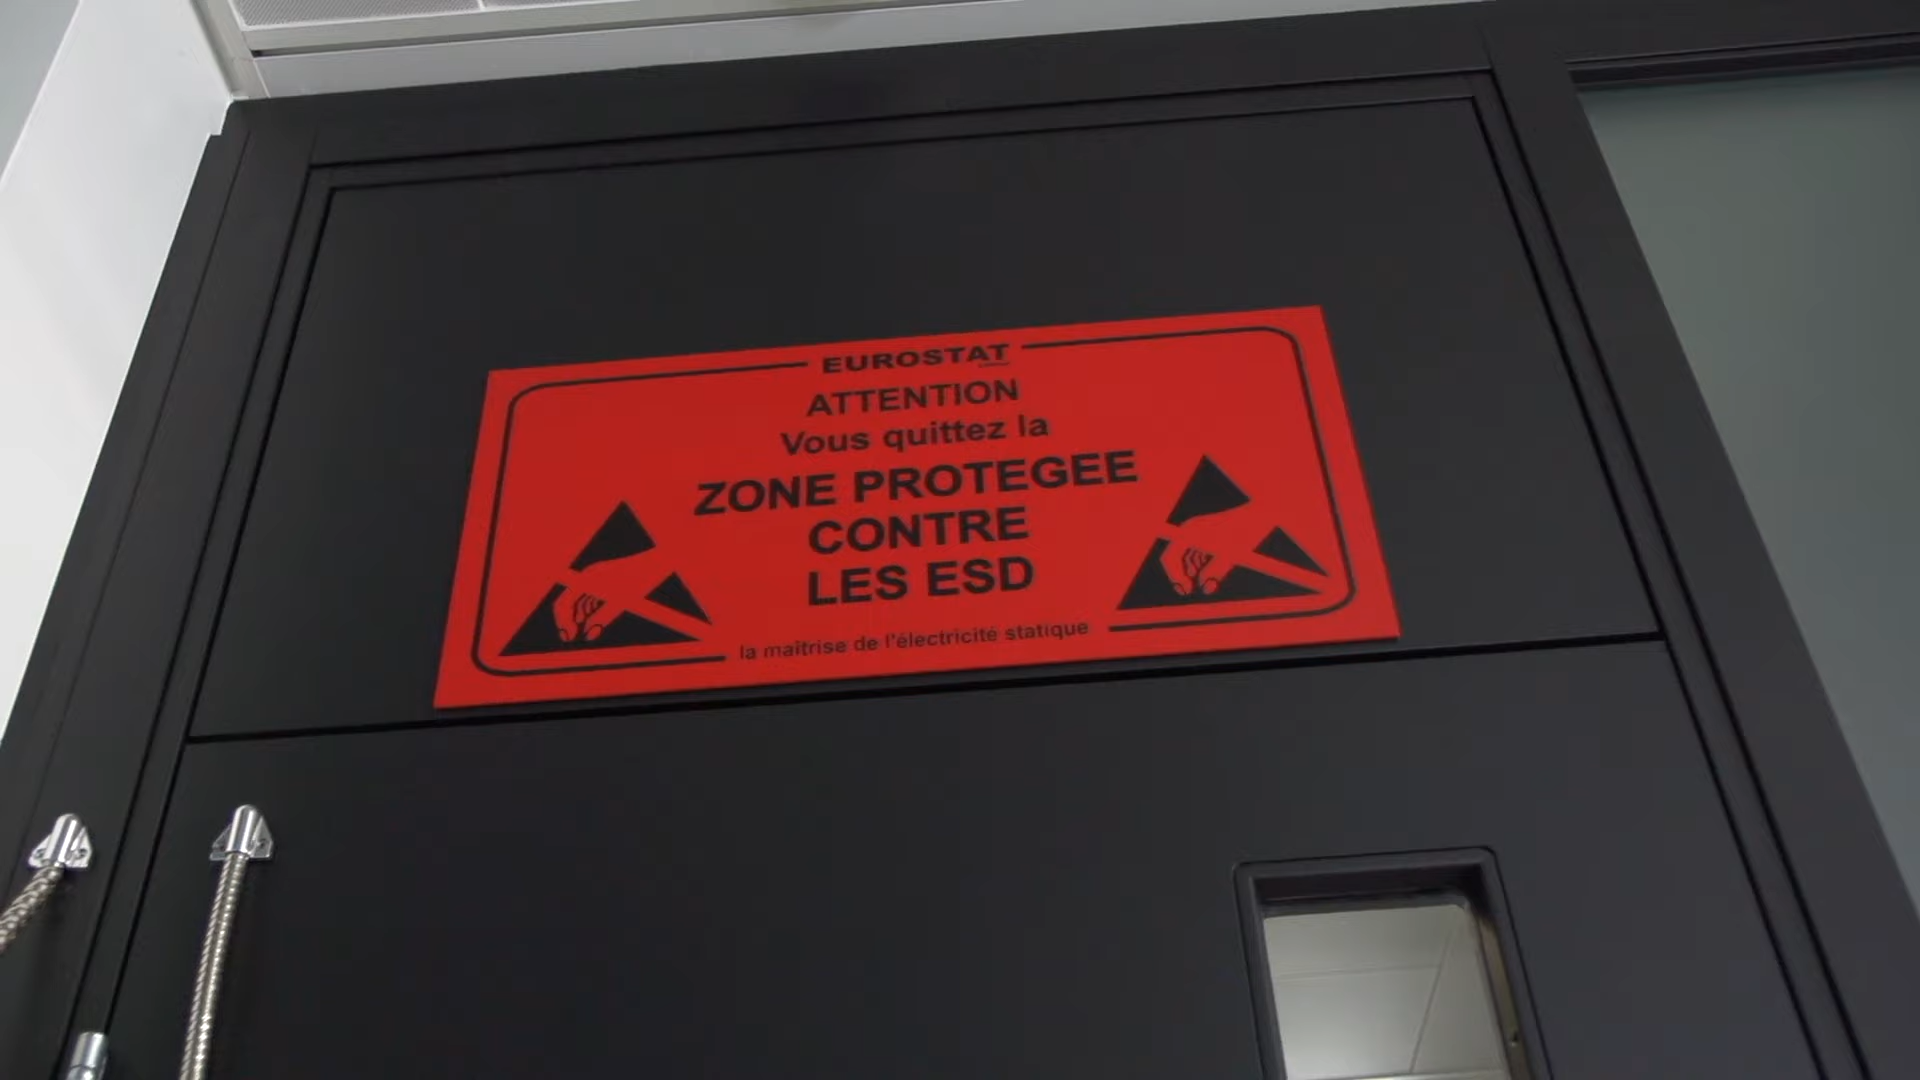 EUROSTAT
ATTENTION
Vous quittez la
ZONE PROTEGEE
CONTRE
LES ESD
la maîtrise de l'électricité statique